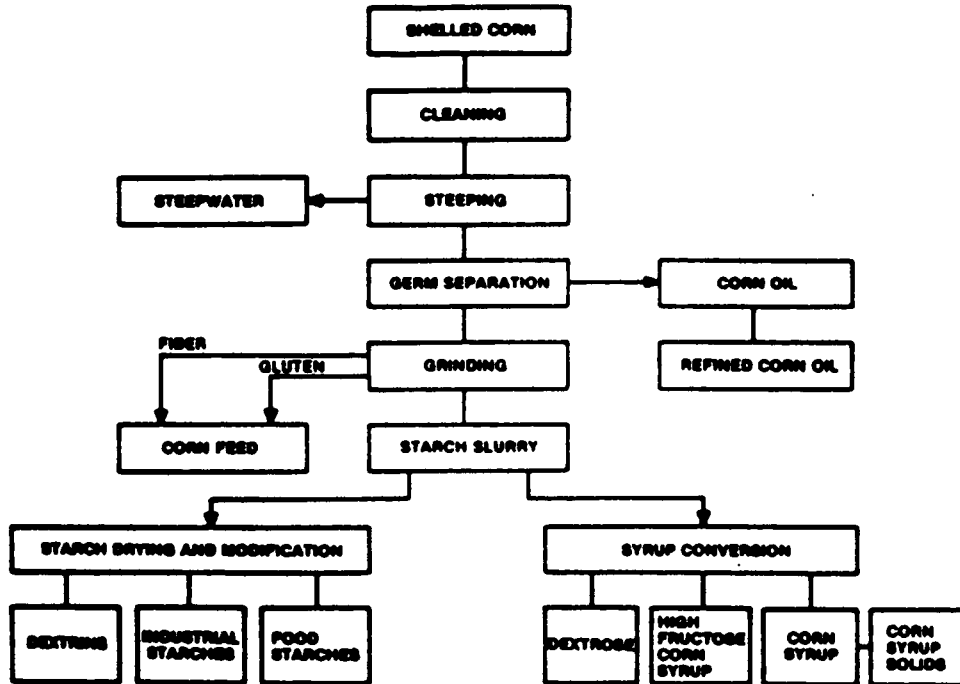 SHELLED CORN
CLEANING
STEEPWATER
STEEPING
GERM SEPARATION
CORN OIL
FIBER
GLUTEN
GRINDING
REFINED CORN OIL
CORN FEED
STARCH SLURRY
STARCH DRYING AND MODIFICATION
SYRUP CONVERSION
DEXTRINS
INDUSTRIAL
STARCHES
FOOD
STARCHES
DEXTROSE
HIGH
FRUCTOSE
CORN
SYRUP
CORN
SYRUP
CORN
SYRUP
SOLIDS